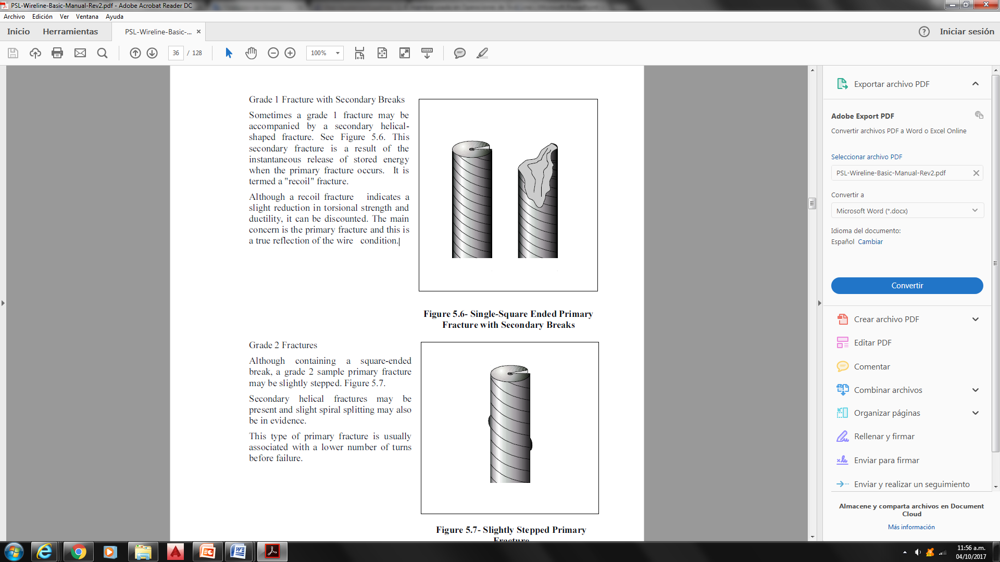 PSL-Wireline-Basic-Manual-Rev2.pdf - Adobe Acrobat Reader DC
Archivo Edición Ver Ventana Ayuda
Inicio Herramientas PSL-Wireline-Basic-... × Iniciar sesión
36 / 128 100%
Grade 1 Fracture with Secondary Breaks
Sometimes a grade 1 fracture may be
accompanied by a secondary helical-
shaped fracture. See Figure 5.6. This
secondary fracture is a result of the
instantaneous release of stored energy
when the primary fracture occurs. It is
termed a "recoil" fracture.
Although a recoil fracture indicates a
slight reduction in torsional strength and
ductility, it can be discounted. The main
concern is the primary fracture and this is
a true reflection of the wire condition.
Figure 5.6- Single-Square Ended Primary
Fracture with Secondary Breaks
Grade 2 Fractures
Although containing a square-ended
break, a grade 2 sample primary fracture
may be slightly stepped. Figure 5.7.
Secondary helical fractures may be
present and slight spiral splitting may also
be in evidence.
This type of primary fracture is usually
associated with a lower number of turns
before failure.
Figure 5.7- Slightly Stepped Primary
Fracture
Exportar archivo PDF
Adobe Export PDF
Convertir archivos PDF a Word o Excel Online
Seleccionar archivo PDF
PSL-Wireline-Basic-Manual-Rev2.pdf
Convertir a
Microsoft Word (*.docx)
Idioma del documento:
Español Cambiar
Convertir
Crear archivo PDF
Editar PDF
Comentar
Combinar archivos
Organizar páginas
Rellenar y firmar
Enviar para firmar
Enviar y realizar un seguimiento
Almacene y comparta archivos en Document
Cloud
Más información
11:56 a.m.
04/10/2017